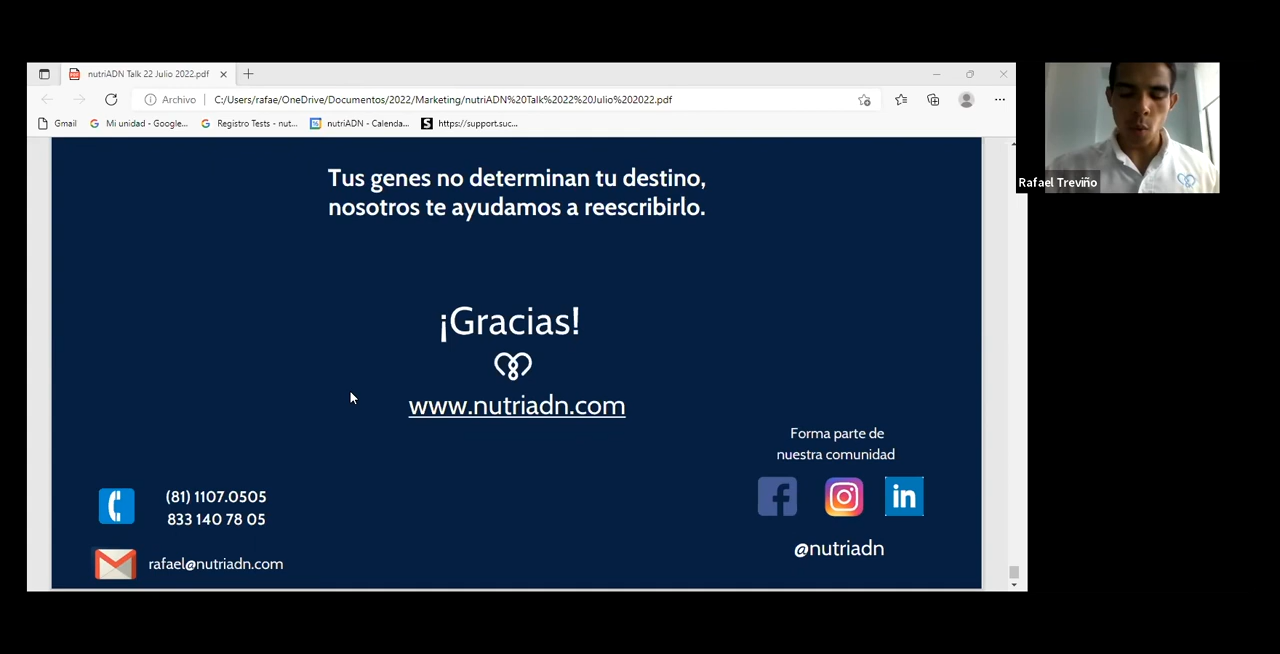 nutriADN Talk 22 Julio 2022.pdf
Archivo
C:/Users/rafae/OneDrive/Documentos/2022/Marketing/nutriADN%20Talk%2022%20Julio%202022.pdf
Gmail
Mi unidad - Google...
Registro Tests - nut...
nutriADN - Calenda...
https://support.suc...
Tus genes no determinan tu destino,
nosotros te ayudamos a reescribirlo.
¡Gracias!
www.nutriadn.com
Forma parte de
nuestra comunidad
(81) 1107.0505
833 140 78 05
rafael@nutriadn.com
@nutriadn
Rafael Treviño